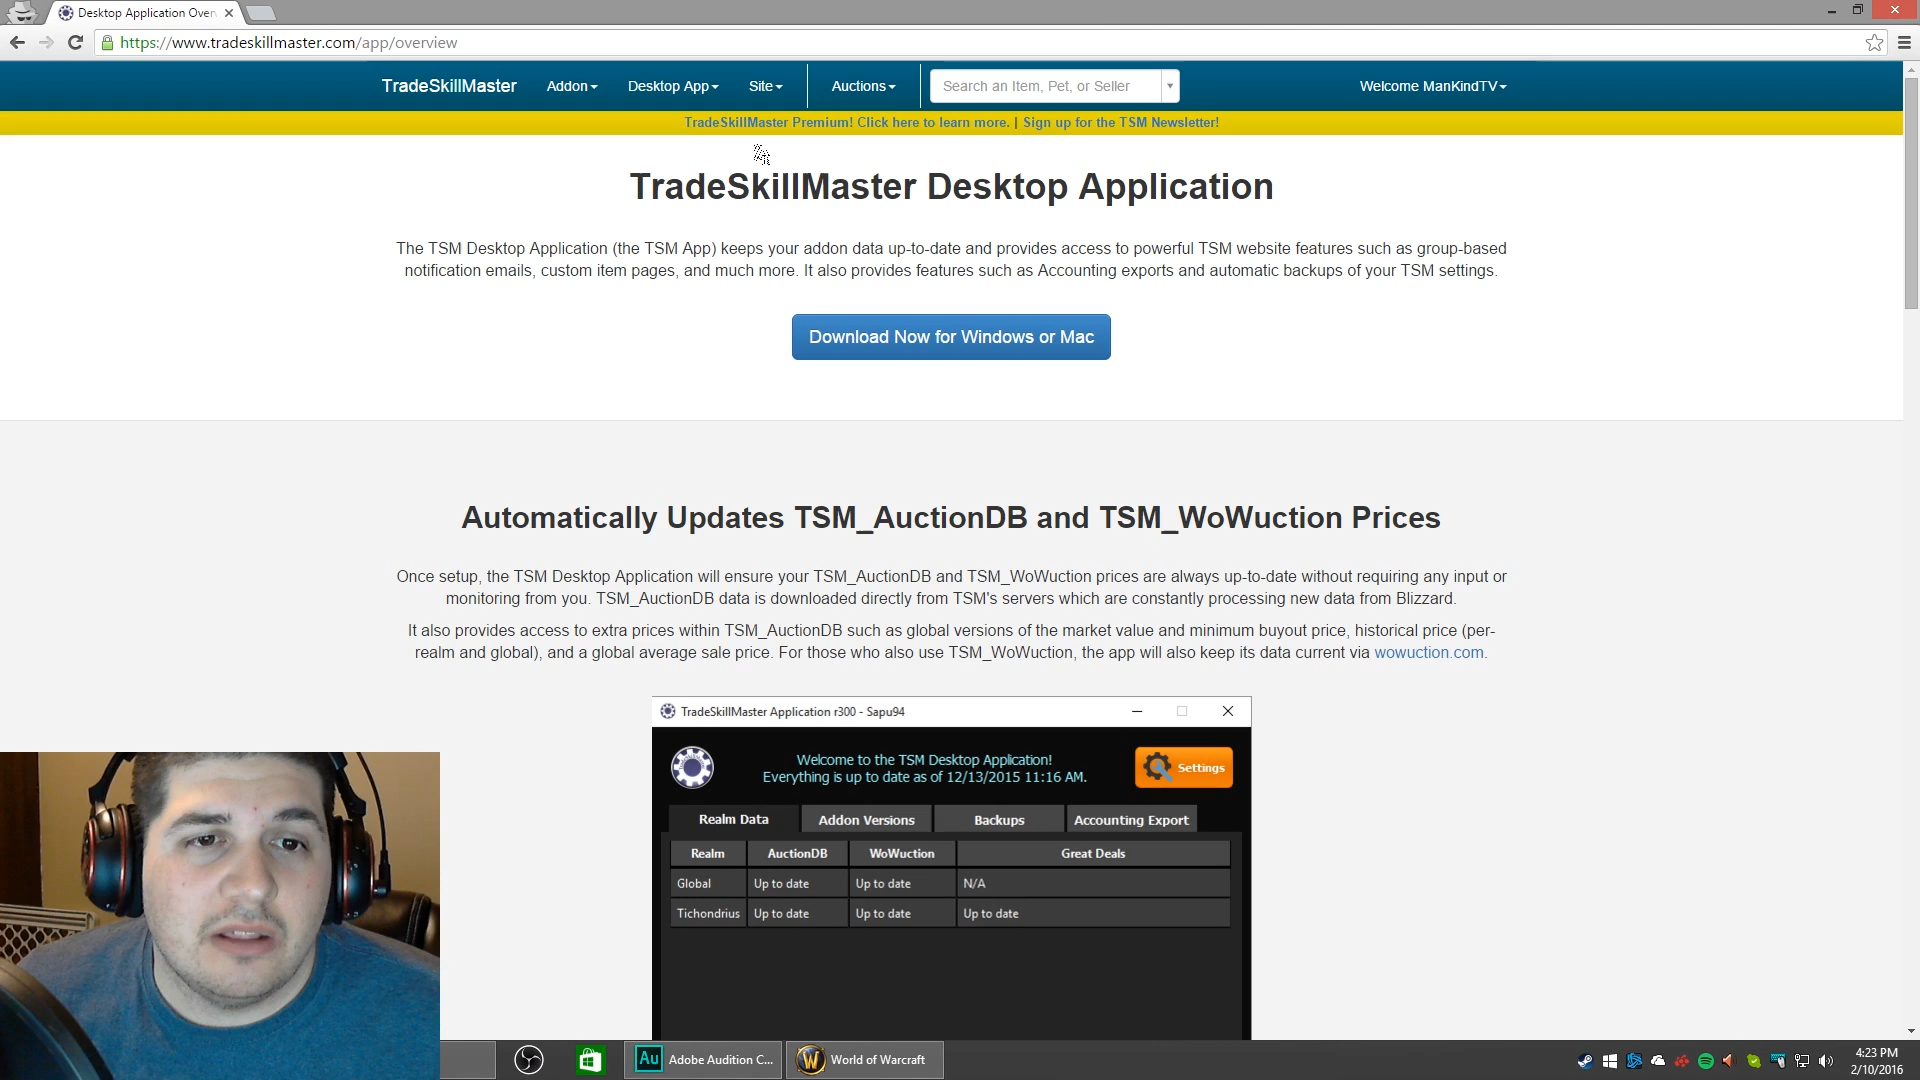 Desktop Application Over
https://www.tradeskillmaster.com/app/overview
TradeSkillMaster Addon Desktop App Site Auctions Search an Item, Pet, or Seller Welcome ManKindTV
TradeSkillMaster Premium! Click here to learn more. | Sign up for the TSM Newsletter!
TradeSkillMaster Desktop Application
The TSM Desktop Application (the TSM App) keeps your addon data up-to-date and provides access to powerful TSM website features such as group-based
notification emails, custom item pages, and much more. It also provides features such as Accounting exports and automatic backups of your TSM settings.
Download Now for Windows or Mac
Automatically Updates TSM_AuctionDB and TSM_WoWuction Prices
Once setup, the TSM Desktop Application will ensure your TSM_AuctionDB and TSM_WoWuction prices are always up-to-date without requiring any input or
monitoring from you. TSM_AuctionDB data is downloaded directly from TSM's servers which are constantly processing new data from Blizzard.
It also provides access to extra prices within TSM_AuctionDB such as global versions of the market value and minimum buyout price, historical price (per-
realm and global), and a global average sale price. For those who also use TSM_WoWuction, the app will also keep its data current via wowuction.com.
TradeSkillMaster Application r300 - Sapu94
Welcome to the TSM Desktop Application!
Everything is up to date as of 12/13/2015 11:16 AM.
Settings
Realm Data Addon Versions Backups Accounting Export
Realm AuctionDB WoWuction Great Deals
Global Up to date Up to date N/A
Tichondrius Up to date Up to date Up to date
Au Adobe Audition C... World of Warcraft
4:23 PM
2/10/2016